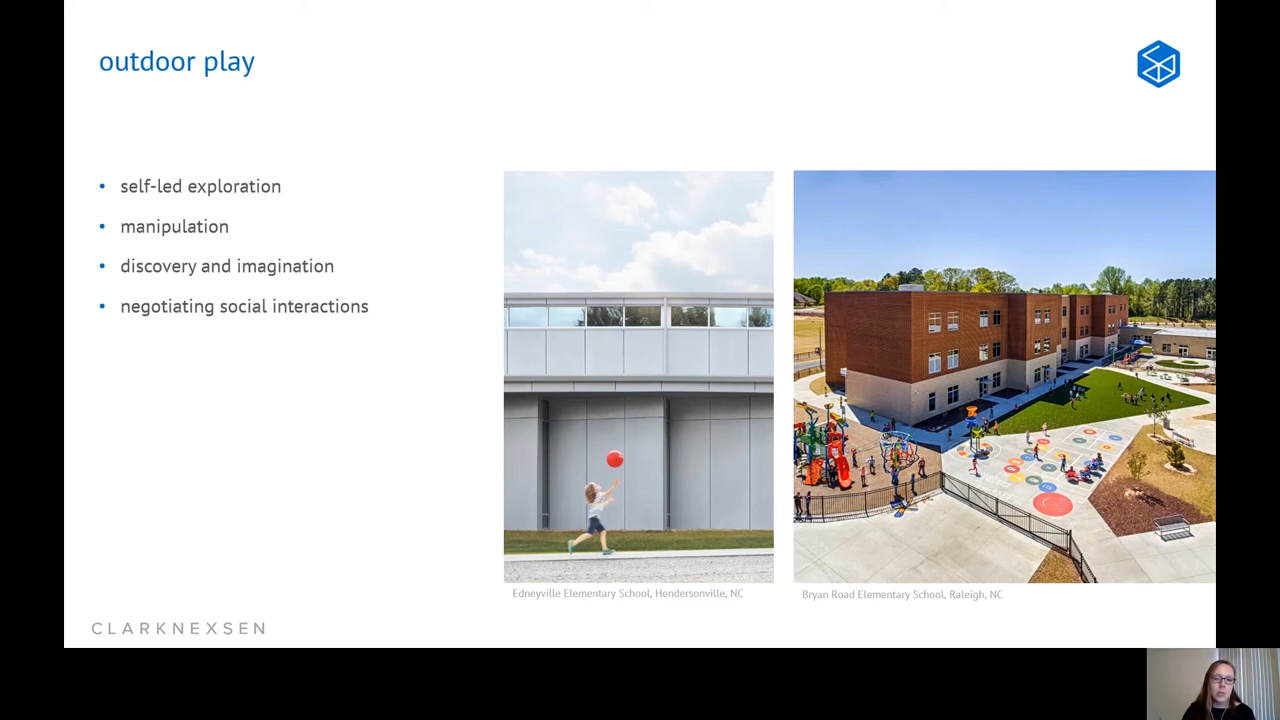 outdoor play
• self-led exploration
• manipulation
• discovery and imagination
• negotiating social interactions
Edneyville Elementary School, Hendersonville, NC
Bryan Road Elementary School, Raleigh, NC
CLARKNEXSEN